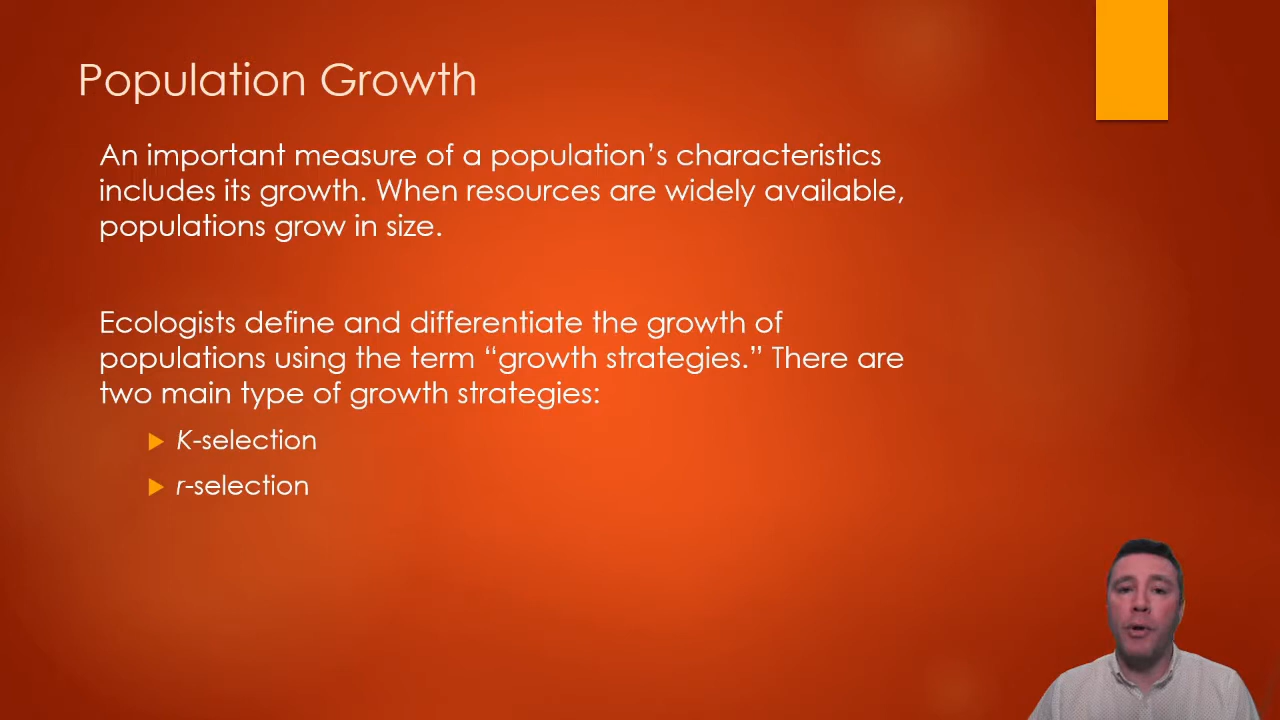 Population Growth
An important measure of a population’s characteristics
includes its growth. When resources are widely available,
populations grow in size.
Ecologists define and differentiate the growth of
populations using the term “growth strategies.” There are
two main type of growth strategies:
K-selection
r-selection